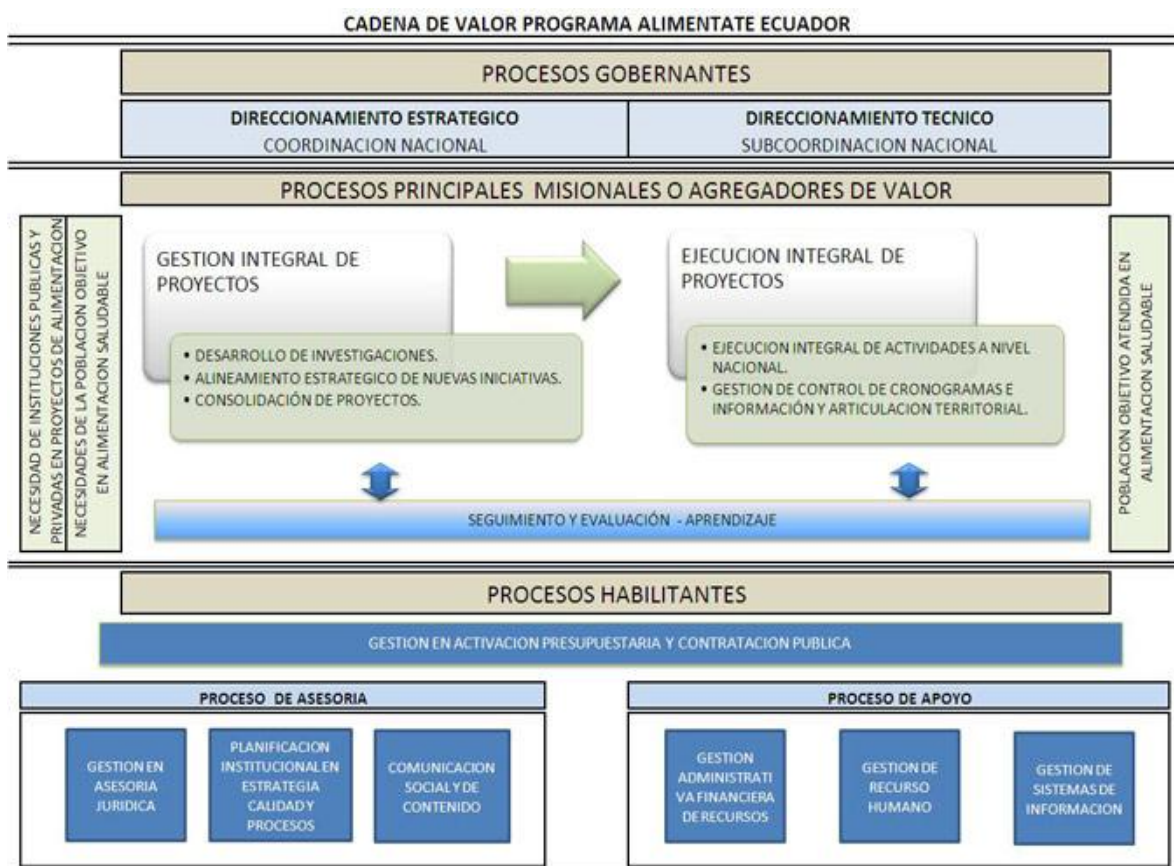 CADENA DE VALOR PROGRAMA ALIMENTATE ECUADOR
PROCESOS GOBERNANTES
DIRECCIONAMIENTO ESTRATEGICO
COORDINACION NACIONAL
DIRECCIONAMIENTO TECNICO
SUBCOORDINACION NACIONAL
PROCESOS PRINCIPALES MISIONALES O AGREGADORES DE VALOR
NECESIDAD DE INSTITUCIONES PUBLICAS Y
PRIVADAS EN PROYECTOS DE ALIMENTACION
NECESIDADES DE LA POBLACION OBJETIVO
EN ALIMENTACION SALUDABLE
GESTION INTEGRAL DE
PROYECTOS
• DESARROLLO DE INVESTIGACIONES.
• ALINEAMIENTO ESTRATEGICO DE NUEVAS INICIATIVAS.
• CONSOLIDACIÓN DE PROYECTOS.
EJECUCION INTEGRAL DE
PROYECTOS
• EJECUCION INTEGRAL DE ACTIVIDADES A NIVEL
NACIONAL.
• GESTION DE CONTROL DE CRONOGRAMAS E
INFORMACIÓN Y ARTICULACION TERRITORIAL.
POBLACION OBJETIVO ATENDIDA EN
ALIMENTACION SALUDABLE
SEGUIMIENTO Y EVALUACIÓN - APRENDIZAJE
PROCESOS HABILITANTES
GESTION EN ACTIVACION PRESUPUESTARIA Y CONTRATACION PUBLICA
PROCESO DE ASESORIA
GESTION EN
ASESORIA
JURIDICA
PLANIFICACION
INSTITUCIONAL EN
ESTRATEGIA
CALIDAD Y
PROCESOS
COMUNICACION
SOCIAL Y DE
CONTENIDO
PROCESO DE APOYO
GESTION
ADMINISTRATI
VA FINANCIERA
DE RECURSOS
GESTION DE
RECURSO
HUMANO
GESTION DE
SISTEMAS DE
INFORMACION